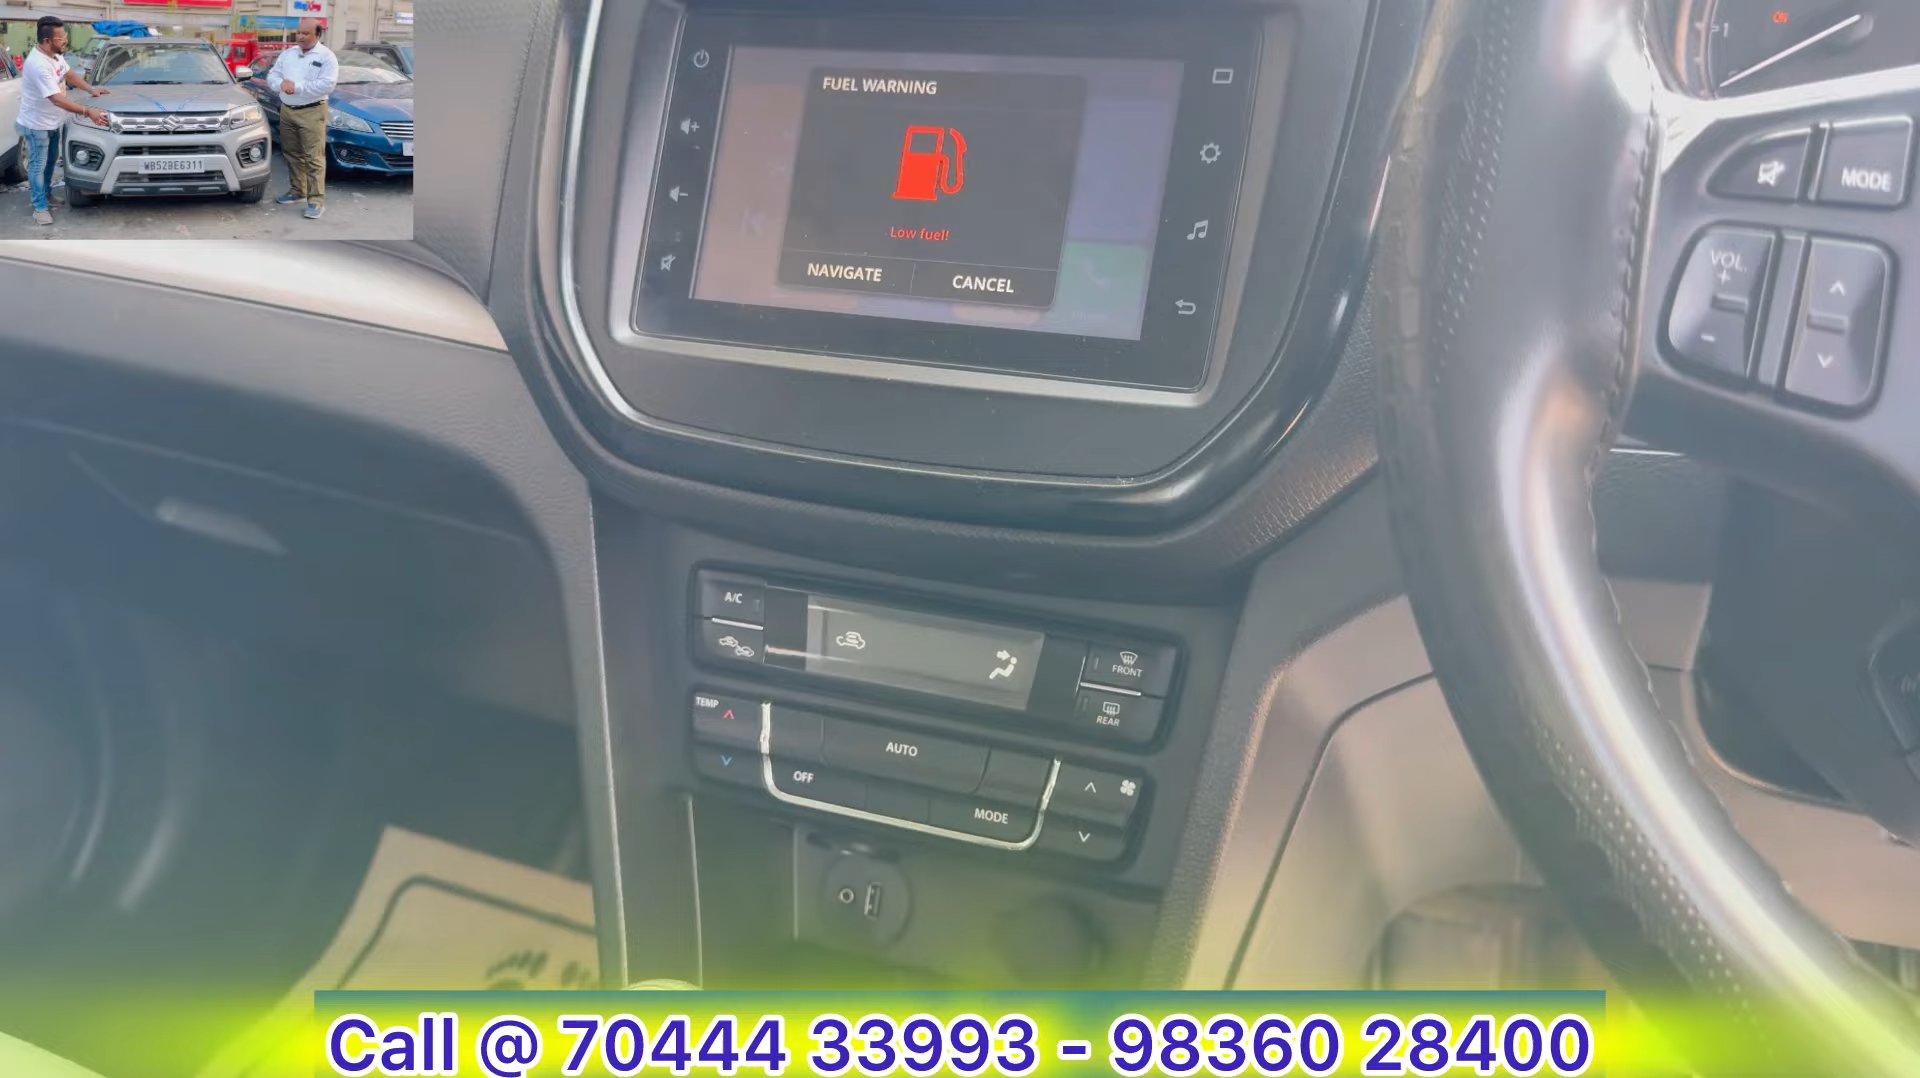 WB52BE6311
FUEL WARNING
Low fuel!
NAVIGATE
CANCEL
MODE
VOL.
+
-
A/C
FRONT
REAR
TEMP
AUTO
OFF
MODE
Call @ 70444 33993 - 98360 28400